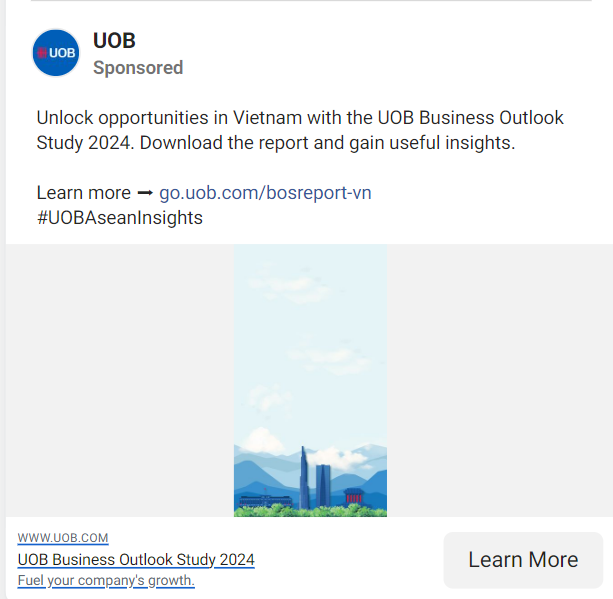 UOB
UOB
Sponsored
Unlock opportunities in Vietnam with the UOB Business Outlook
Study 2024. Download the report and gain useful insights.
Learn more ➞ go.uob.com/bosreport-vn
#UOBAseanInsights
WWW.UOB.COM
UOB Business Outlook Study 2024
Fuel your company's growth.
Learn More